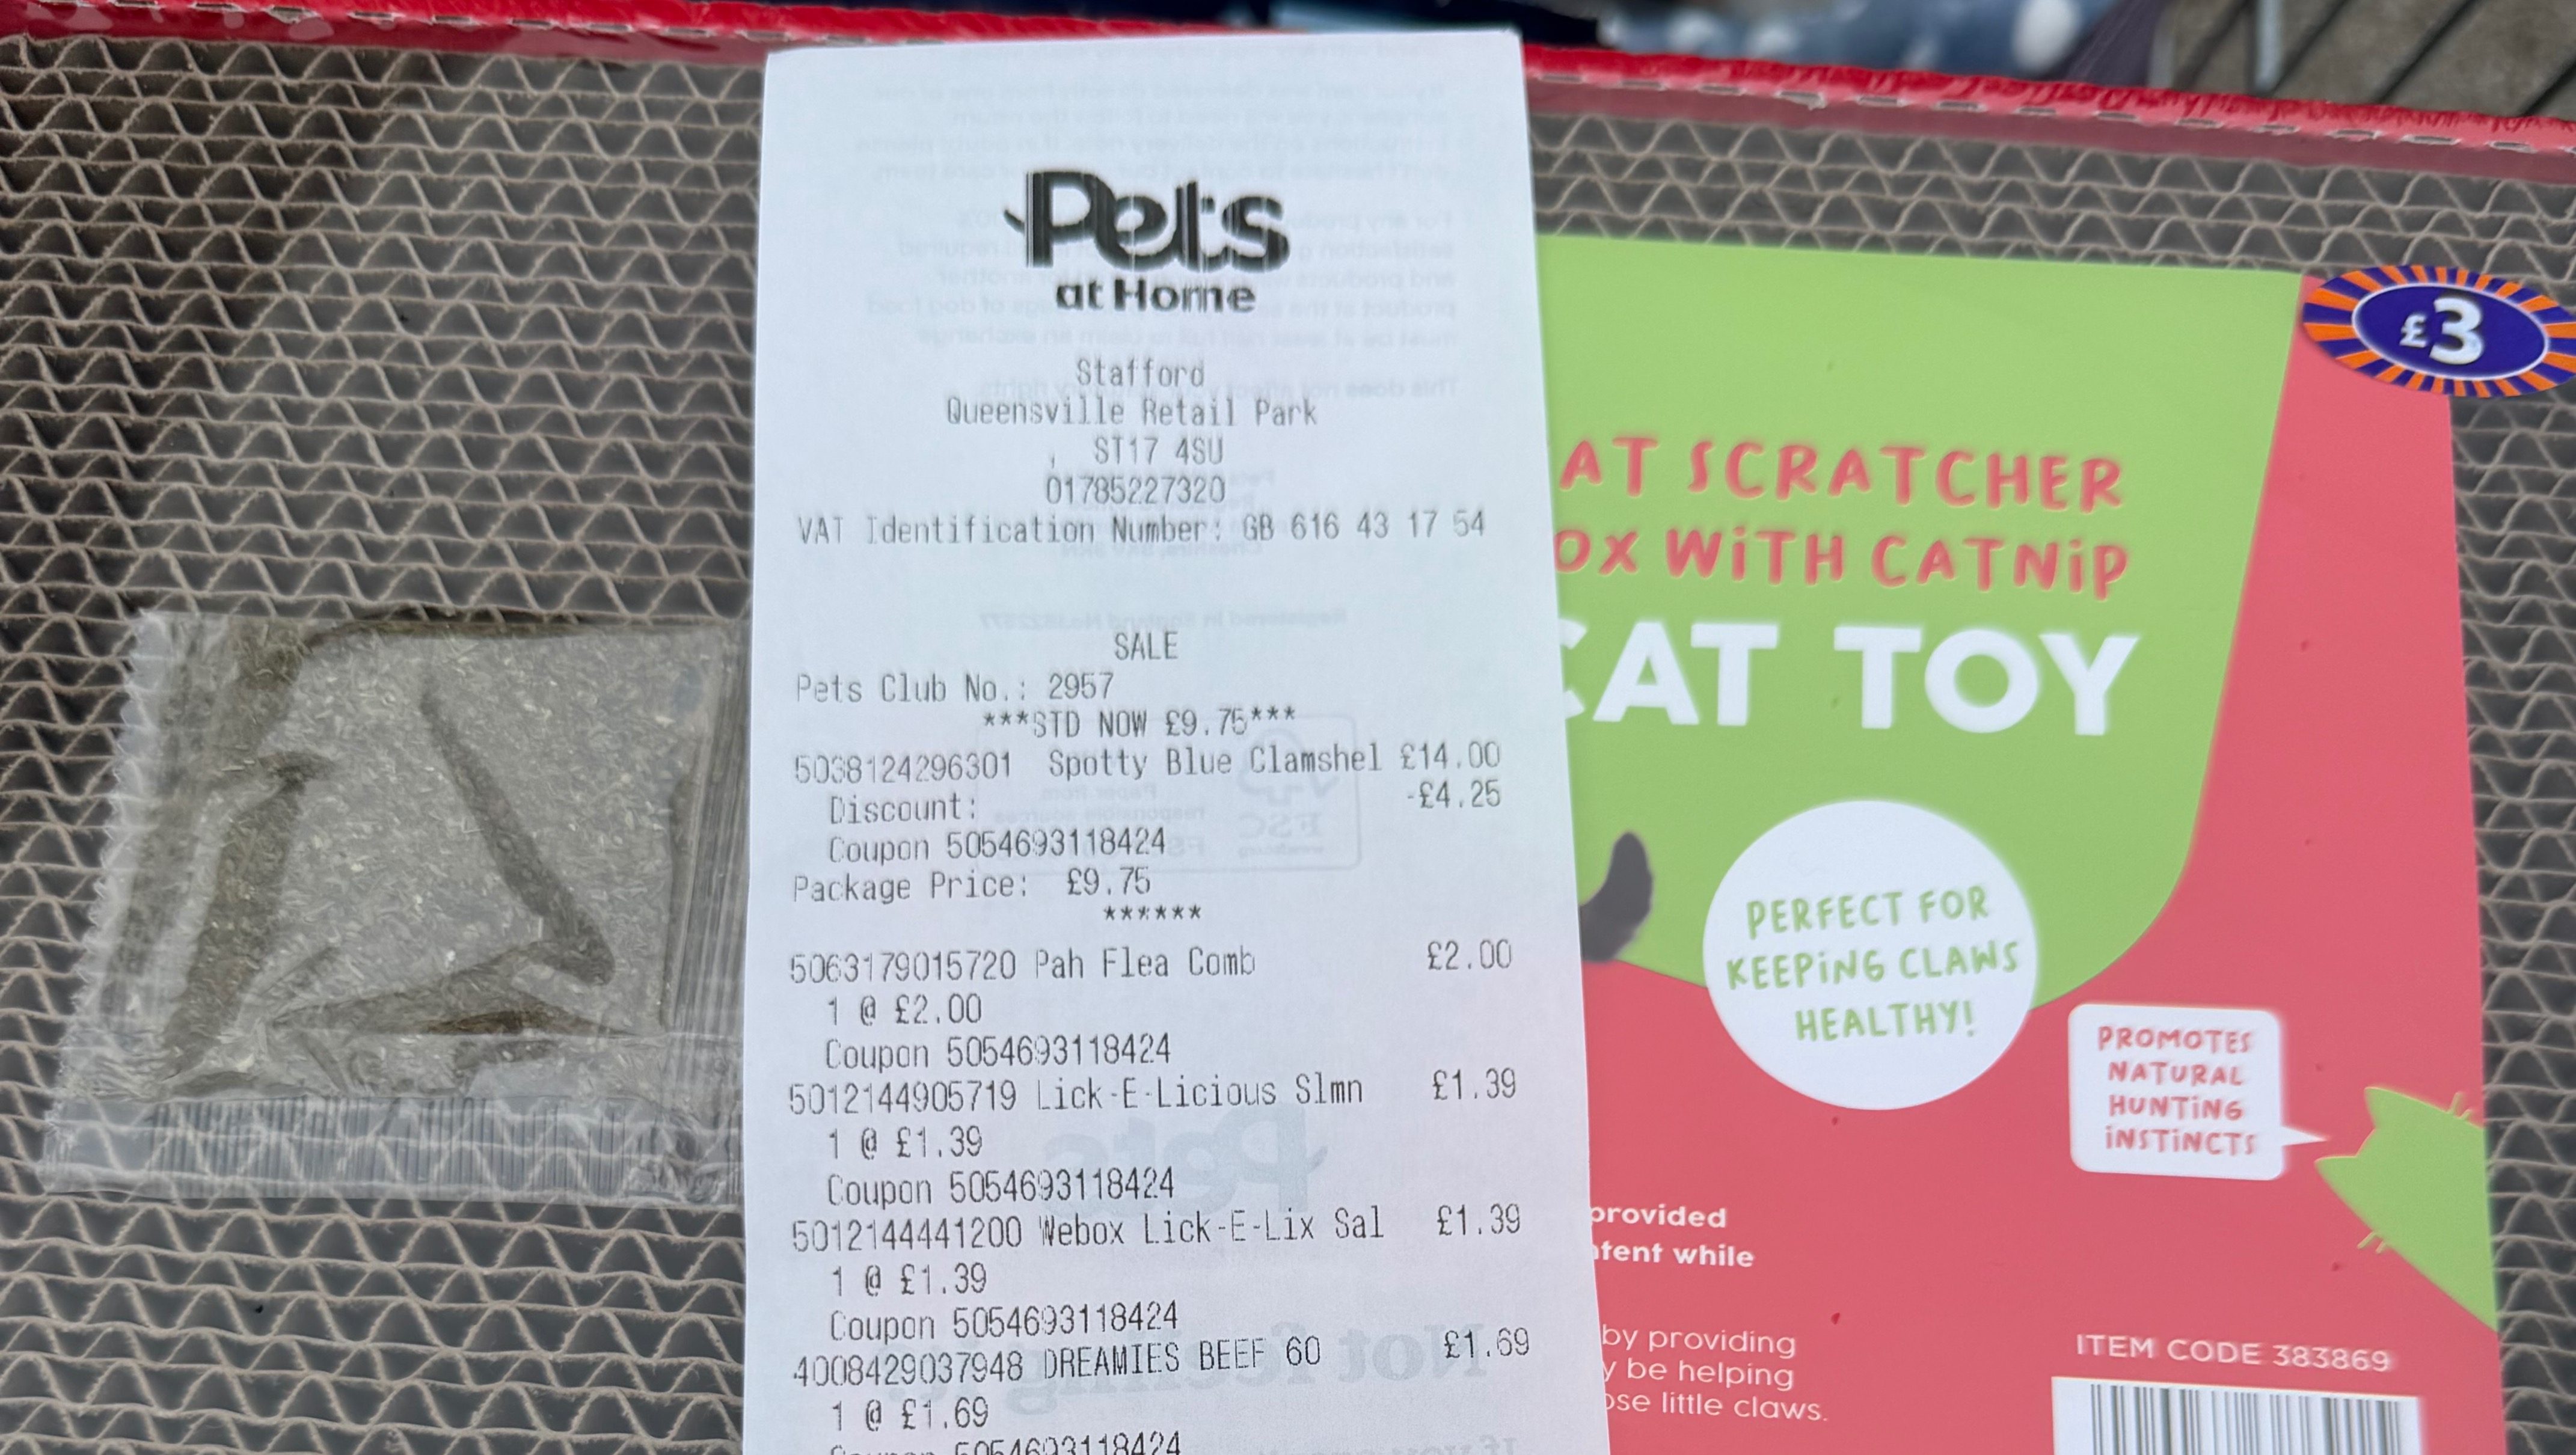 Pets
at Home
Stafford
Queensville Retail Park
, ST17 4SU
01785227320
VAT Identification Number: GB 616 43 17 54
SALE
Pets Club No.: 2957
***STD NOW £9.75***
5038124296301 Spotty Blue Clamshel £14.00
Discount: -£4.25
Coupon 5054693118424
Package Price: £9.75
******
5063179015720 Pah Flea Comb £2.00
1 @ £2.00
Coupon 5054693118424
5012144905719 Lick-E-Licious Slmn £1.39
1 @ £1.39
Coupon 5054693118424
5012144441200 Webox Lick-E-Lix Sal £1.39
1 @ £1.39
Coupon 5054693118424
4008429037948 DREAMIES BEEF 60 £1.69
1 @ £1.69
Coupon 5054693118424
£3
AT SCRATCHER
OX WiTH CATNiP
CAT TOY
PERFECT FOR
KEEPiNG CLAWS
HEALTHY!
PROMOTES
NATURAL
HUNTiNG
iNSTiNCTS
provided
tent while
by providing
y be helping
ose little claws.
ITEM CODE 383869